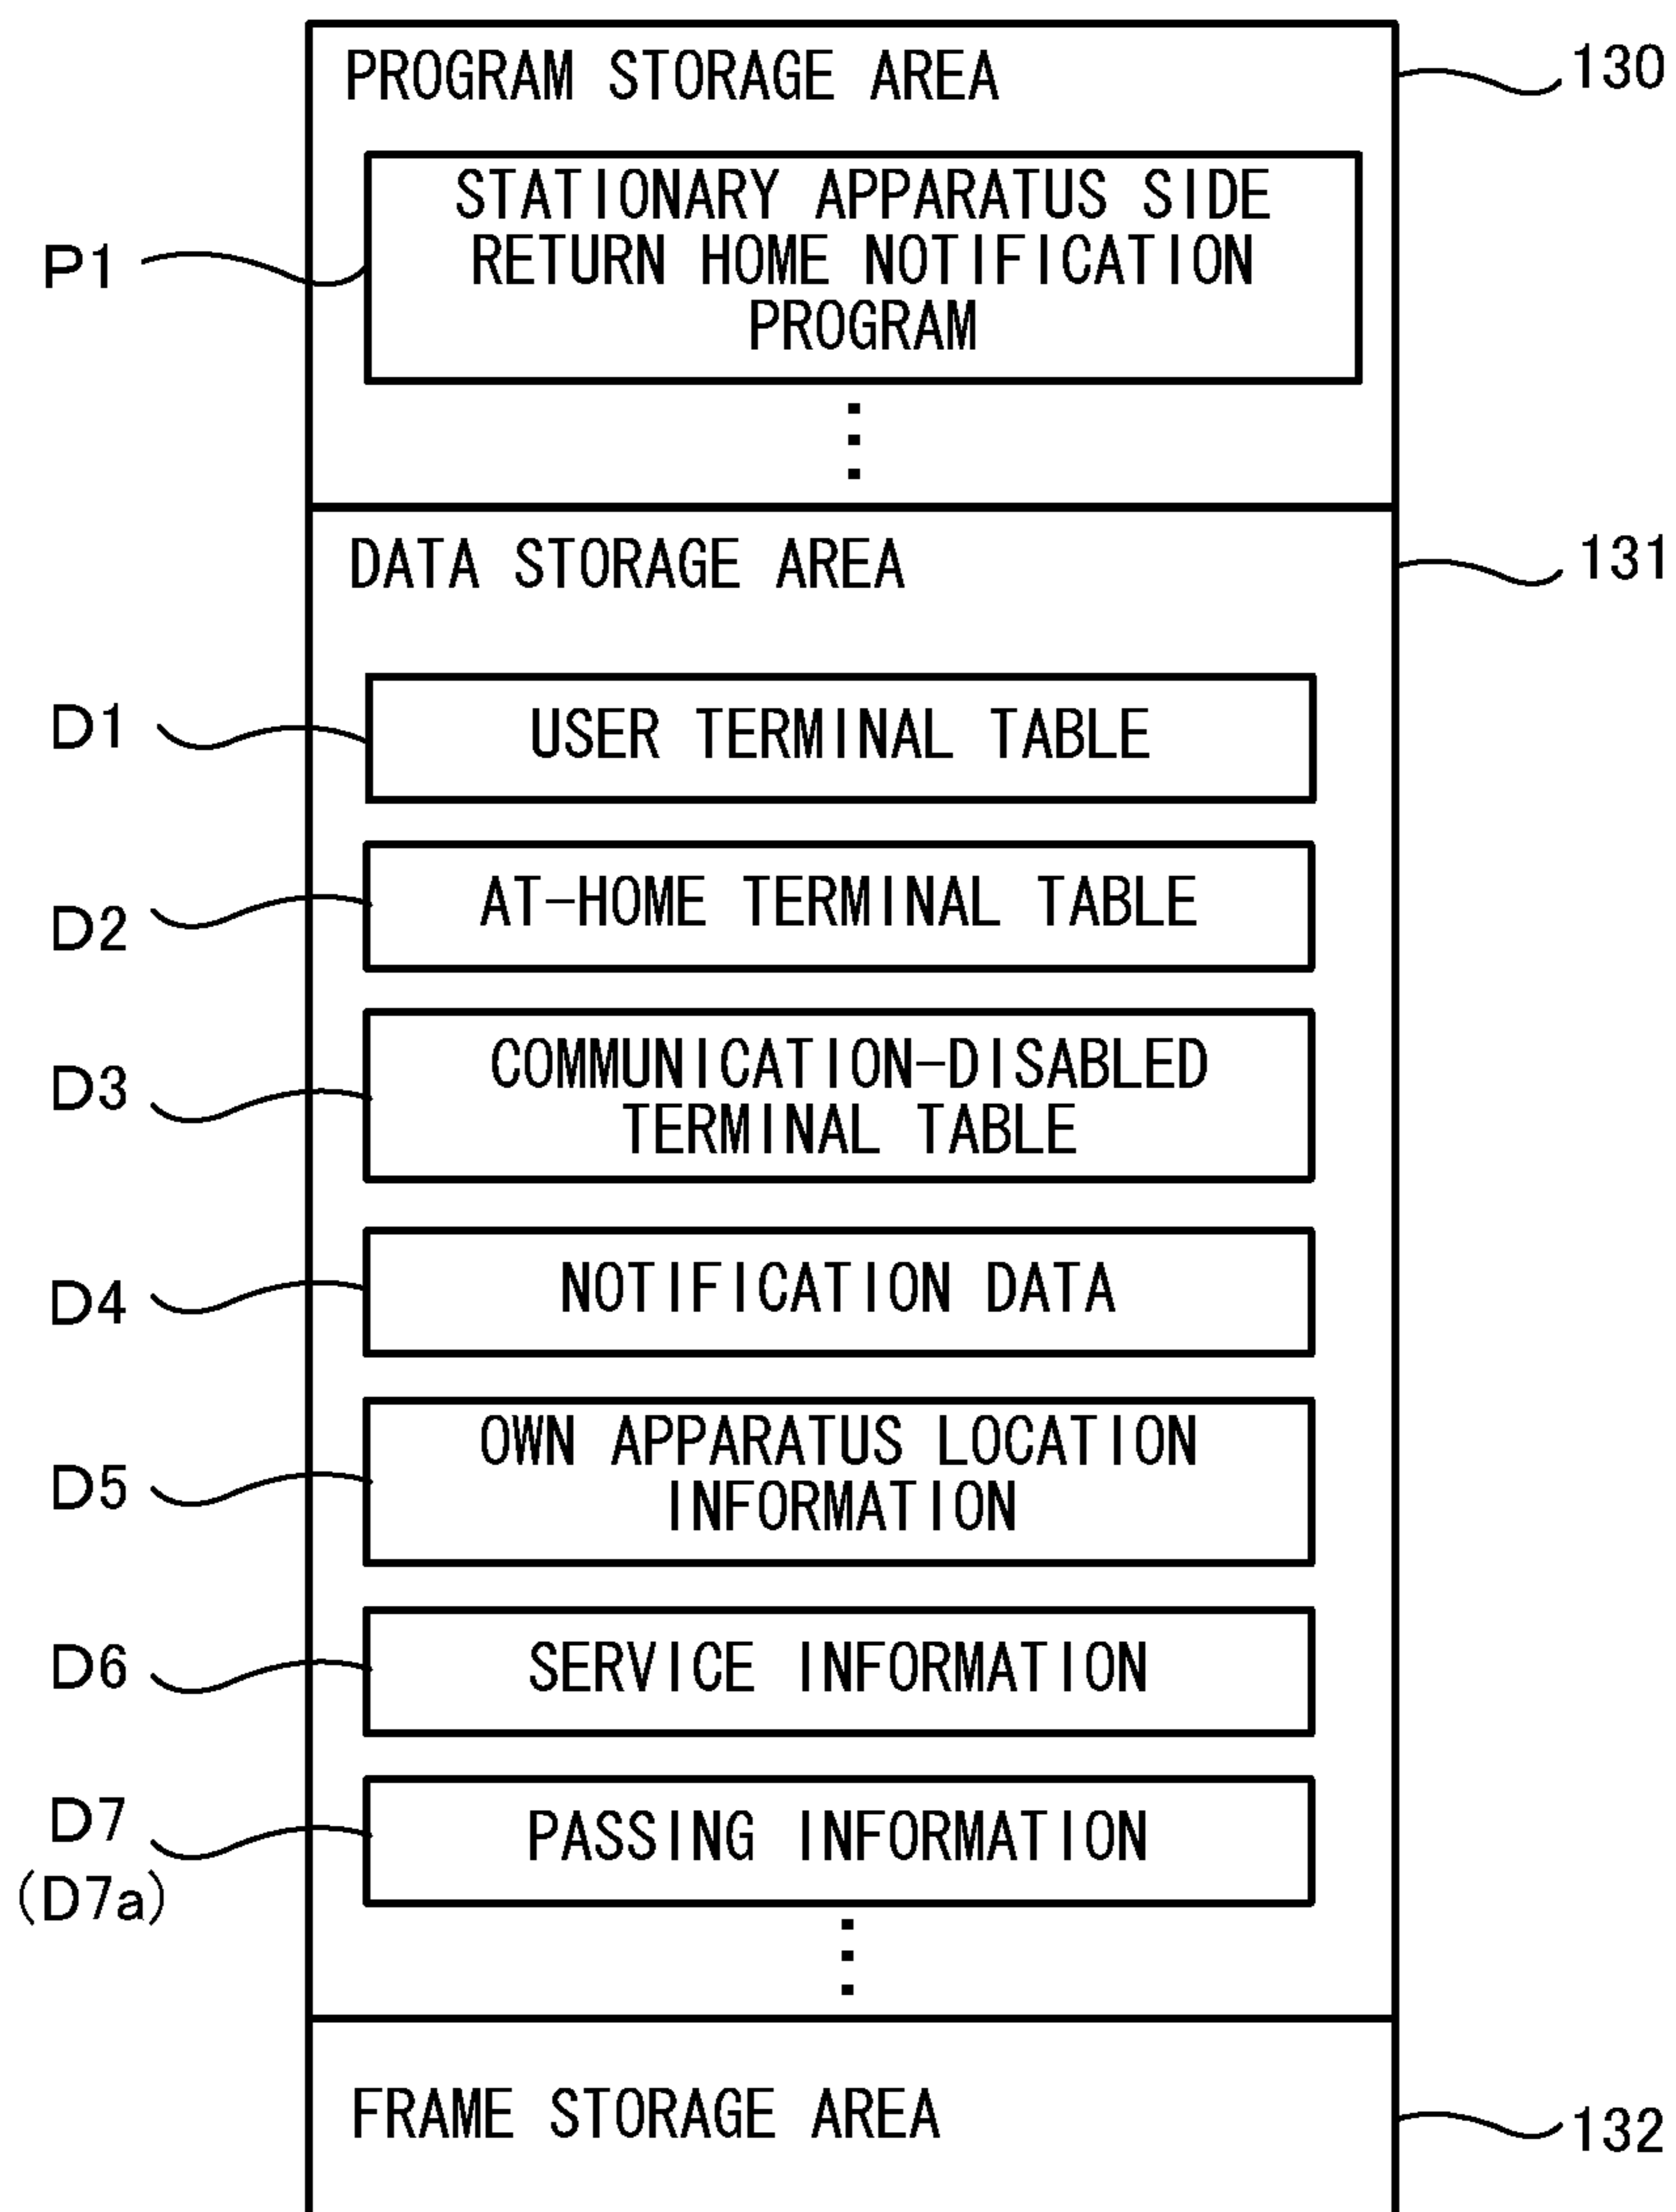 PROGRAM STORAGE AREA
130
STATIONARY APPARATUS SIDE
RETURN HOME NOTIFICATION
PROGRAM
P1
DATA STORAGE AREA
131
D1
USER TERMINAL TABLE
D2
AT-HOME TERMINAL TABLE
D3
COMMUNICATION-DISABLED
TERMINAL TABLE
D4
NOTIFICATION DATA
D5
OWN APPARATUS LOCATION
INFORMATION
D6
SERVICE INFORMATION
D7
(D7a)
PASSING INFORMATION
FRAME STORAGE AREA
132